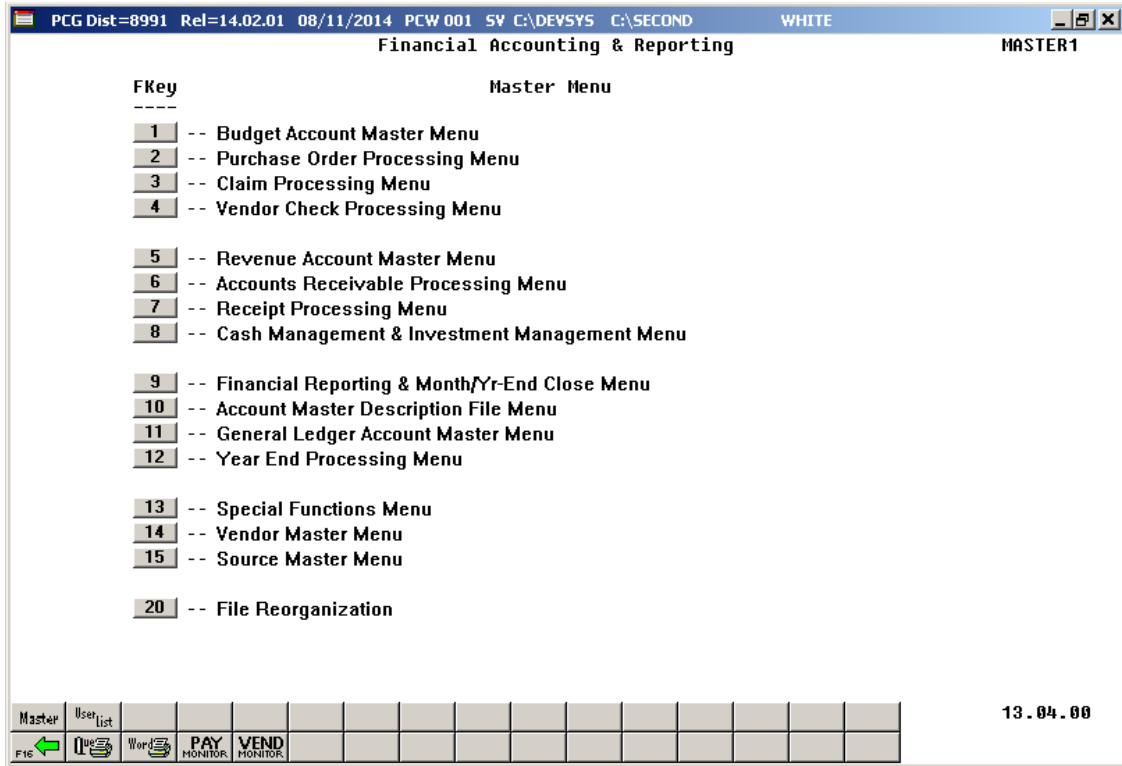 PCG Dist=8991 Rel=14.02.01 08/11/2014 PCW 001 SV C:\DEVSYS C:\SECOND WHITE
Financial Accounting & Reporting MASTER1
FKey Master Menu
----
1 -- Budget Account Master Menu
2 -- Purchase Order Processing Menu
3 -- Claim Processing Menu
4 -- Vendor Check Processing Menu
5 -- Revenue Account Master Menu
6 -- Accounts Receivable Processing Menu
7 -- Receipt Processing Menu
8 -- Cash Management & Investment Management Menu
9 -- Financial Reporting & Month/Yr-End Close Menu
10 -- Account Master Description File Menu
11 -- General Ledger Account Master Menu
12 -- Year End Processing Menu
13 -- Special Functions Menu
14 -- Vendor Master Menu
15 -- Source Master Menu
20 -- File Reorganization
Master User List 13.04.00
F16 Que Word PAY MONITOR VEND MONITOR